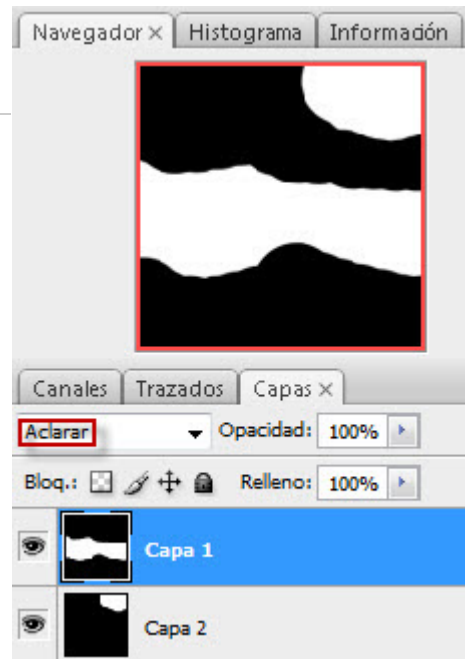 Navegador Histograma Información
Canales Trazados Capas
Aclarar Opacidad: 100%
Bloq.: Relleno: 100%
Capa 1
Capa 2